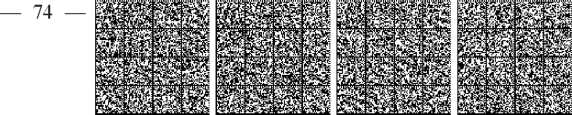 — 74 —